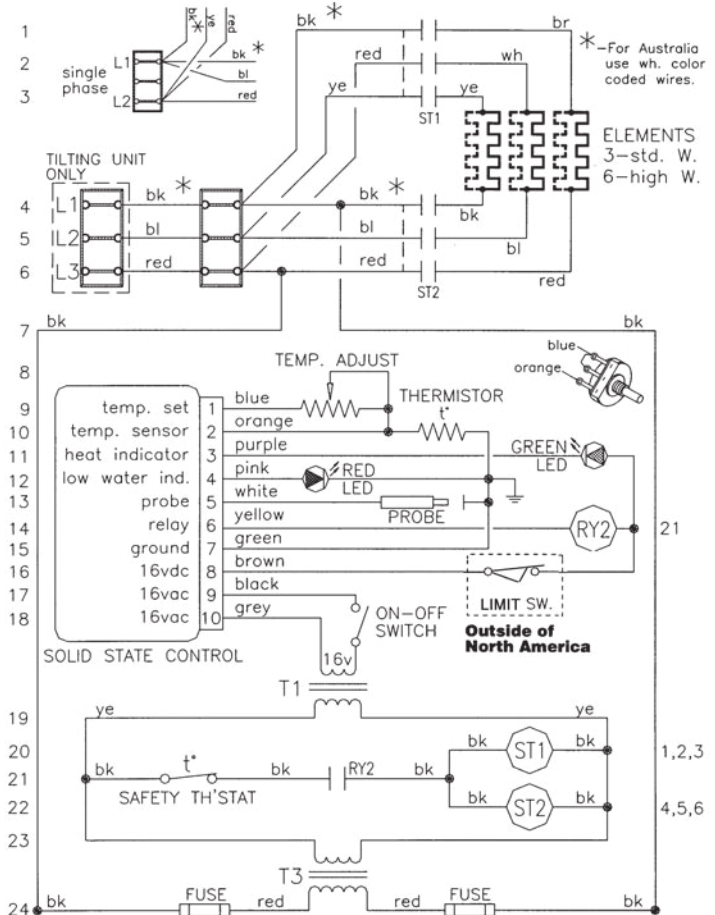 bk * ye red
1 bk * br
L1 bk *
2 red wh
*-For Australia
use wh. color
coded wires.
single
phase
bl
3 L2 red ye ye
ST1
ELEMENTS
3-std. W.
6-high W.
TILTING UNIT
ONLY
4 L1 bk * bk * bk
5 L2 bl bl bl
6 L3 red red red
ST2
7 bk bk
blue
orange
8 TEMP. ADJUST
9 temp. set 1 blue THERMISTOR
t°
10 temp. sensor 2 orange
11 heat indicator 3 purple GREEN
LED
12 low water ind. 4 pink RED
LED
13 probe 5 white PROBE
14 relay 6 yellow RY2 21
15 ground 7 green
16 16vdc 8 brown LIMIT SW.
17 16vac 9 black
18 16vac 10 grey ON-OFF
SWITCH
Outside of
North America
SOLID STATE CONTROL
16v
T1
19 ye ye
20 bk ST1 bk 1,2,3
21 t° bk RY2 bk
SAFETY TH'STAT
22 bk ST2 bk 4,5,6
23
T3
24 bk FUSE red red FUSE bk